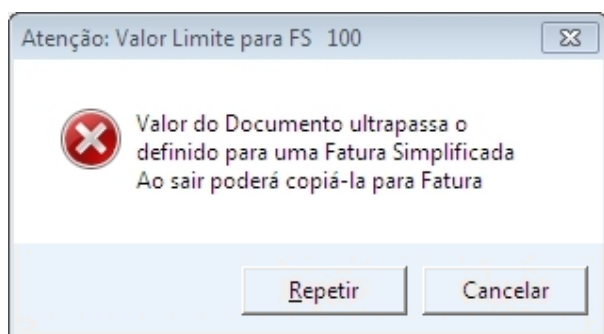 Atenção: Valor Limite para FS 100
Valor do Documento ultrapassa o
definido para uma Fatura Simplificada
Ao sair poderá copiá-la para Fatura
Repetir
Cancelar